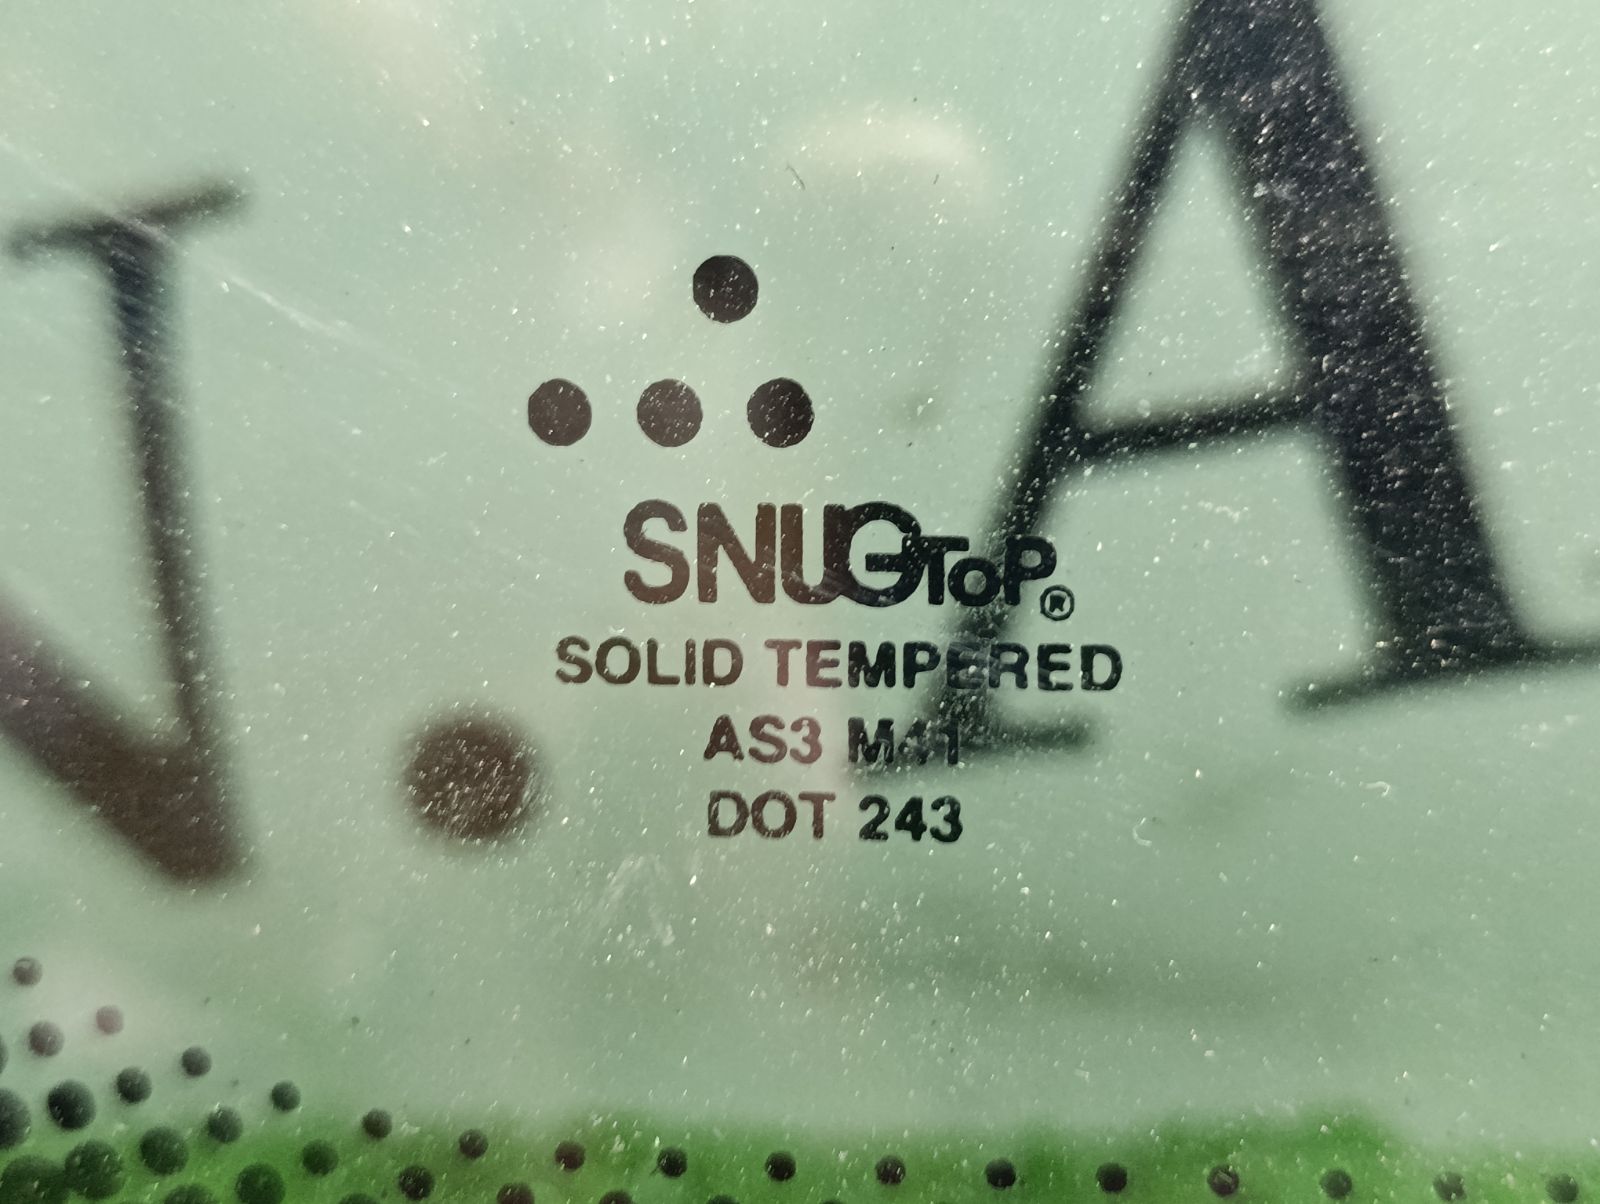 N. A
SNUGTOP®
SOLID TEMPERED
AS3 M41
DOT 243